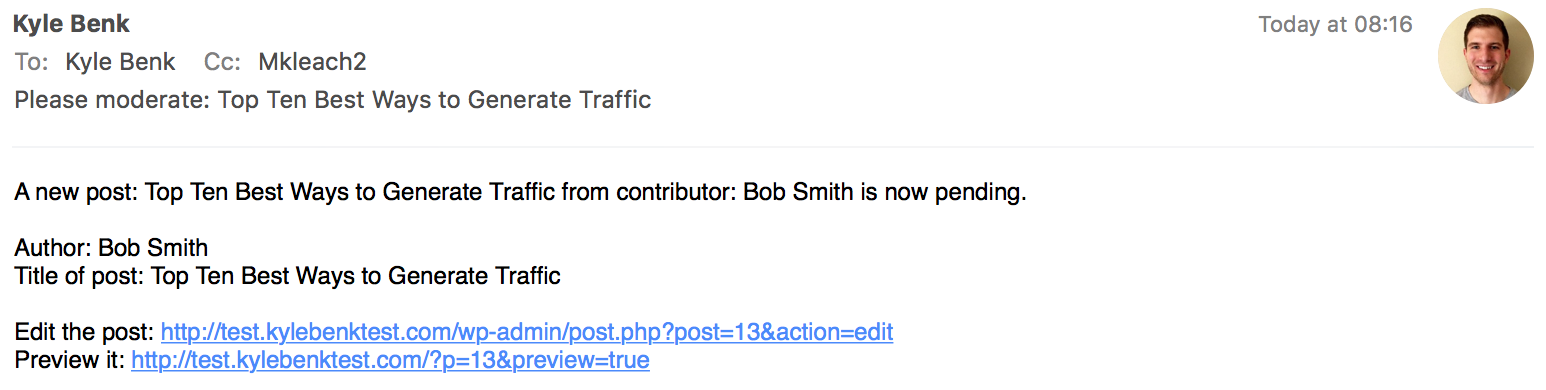 Kyle Benk
Today at 08:16
To: Kyle Benk Cc: Mkleach2
Please moderate: Top Ten Best Ways to Generate Traffic
A new post: Top Ten Best Ways to Generate Traffic from contributor: Bob Smith is now pending.
Author: Bob Smith
Title of post: Top Ten Best Ways to Generate Traffic
Edit the post: http://test.kylebenktest.com/wp-admin/post.php?post=13&action=edit
Preview it: http://test.kylebenktest.com/?p=13&preview=true